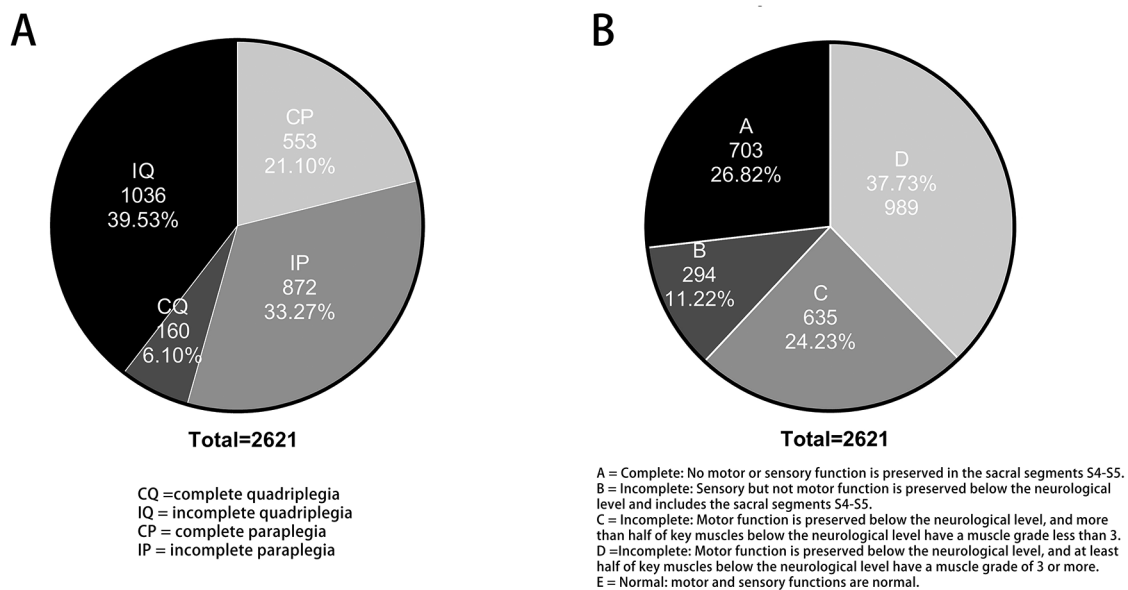 A
CP
553
21.10%
IQ
1036
39.53%
IP
872
33.27%
CQ
160
6.10%
Total=2621
CQ =complete quadriplegia
IQ = incomplete quadriplegia
CP = complete paraplegia
IP = incomplete paraplegia
B
A
703
26.82%
D
37.73%
989
B
294
11.22%
C
635
24.23%
Total=2621
A = Complete: No motor or sensory function is preserved in the sacral segments S4-S5.
B = Incomplete: Sensory but not motor function is preserved below the neurological
level and includes the sacral segments S4-S5.
C = Incomplete: Motor function is preserved below the neurological level, and more
than half of key muscles below the neurological level have a muscle grade less than 3.
D =Incomplete: Motor function is preserved below the neurological level, and at least
half of key muscles below the neurological level have a muscle grade of 3 or more.
E = Normal: motor and sensory functions are normal.